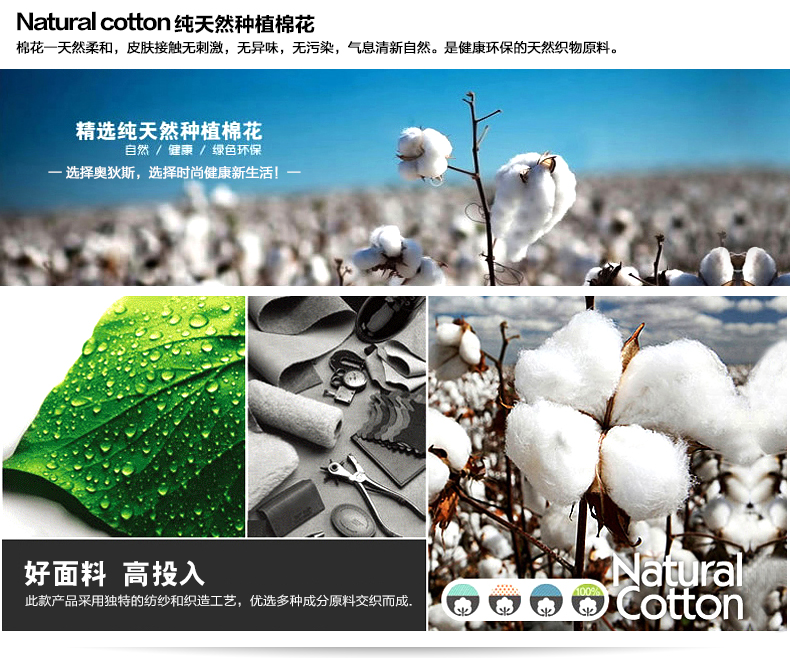 Natural cotton 纯天然种植棉花
棉花—天然柔和，皮肤接触无刺激，无异味，无污染，气息清新自然。是健康环保的天然织物原料。
精选纯天然种植棉花
自然 / 健康 / 绿色环保
— 选择奥狄斯，选择时尚健康新生活！—
好面料 高投入
此款产品采用独特的纺纱和织造工艺，优选多种成分原料交织而成.
100%
Natural
Cotton